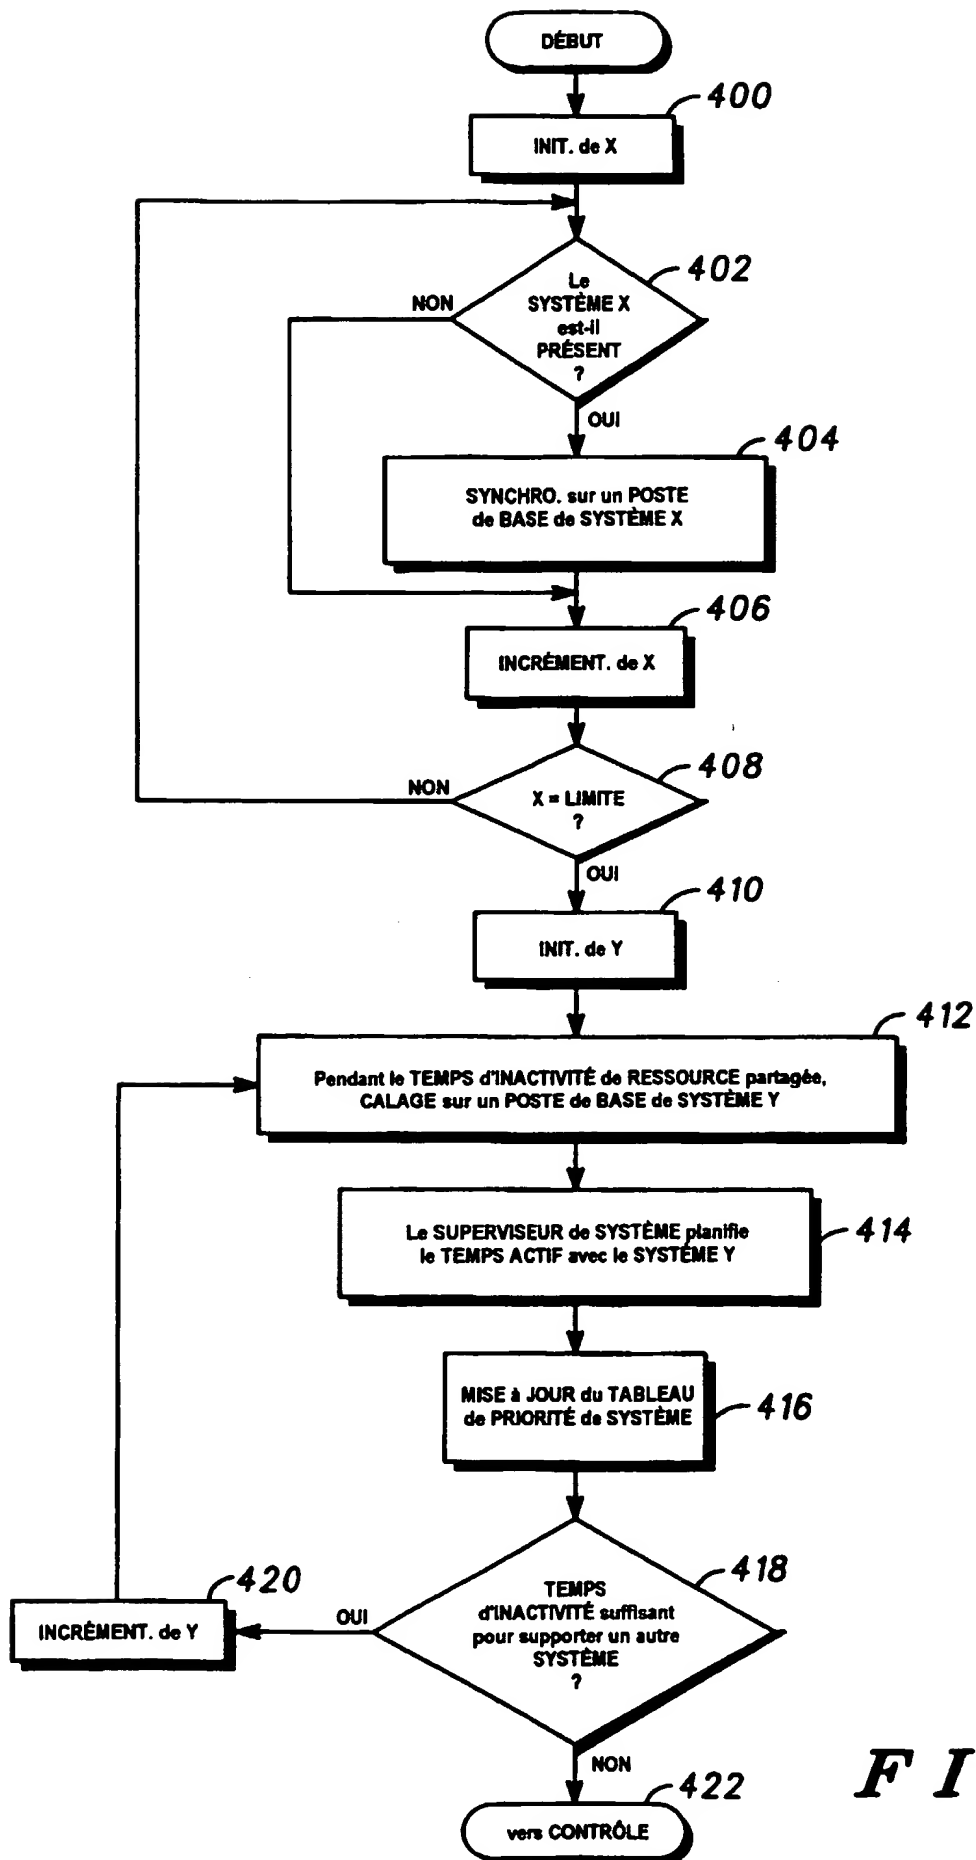 DÉBUT
400
INIT. de X
402
Le
SYSTÈME X
est-il
PRÉSENT
?
NON
OUI
404
SYNCHRO. sur un POSTE
de BASE de SYSTÈME X
406
INCRÉMENT. de X
408
X = LIMITE
?
NON
OUI
410
INIT. de Y
412
Pendant le TEMPS d'INACTIVITÉ de RESSOURCE partagée,
CALAGE sur un POSTE de BASE de SYSTÈME Y
414
Le SUPERVISEUR de SYSTÈME planifie
le TEMPS ACTIF avec le SYSTÈME Y
416
MISE à JOUR du TABLEAU
de PRIORITÉ de SYSTÈME
418
TEMPS
d'INACTIVITÉ suffisant
pour supporter un autre
SYSTÈME
?
OUI
420
INCRÉMENT. de Y
NON
422
vers CONTRÔLE
F I